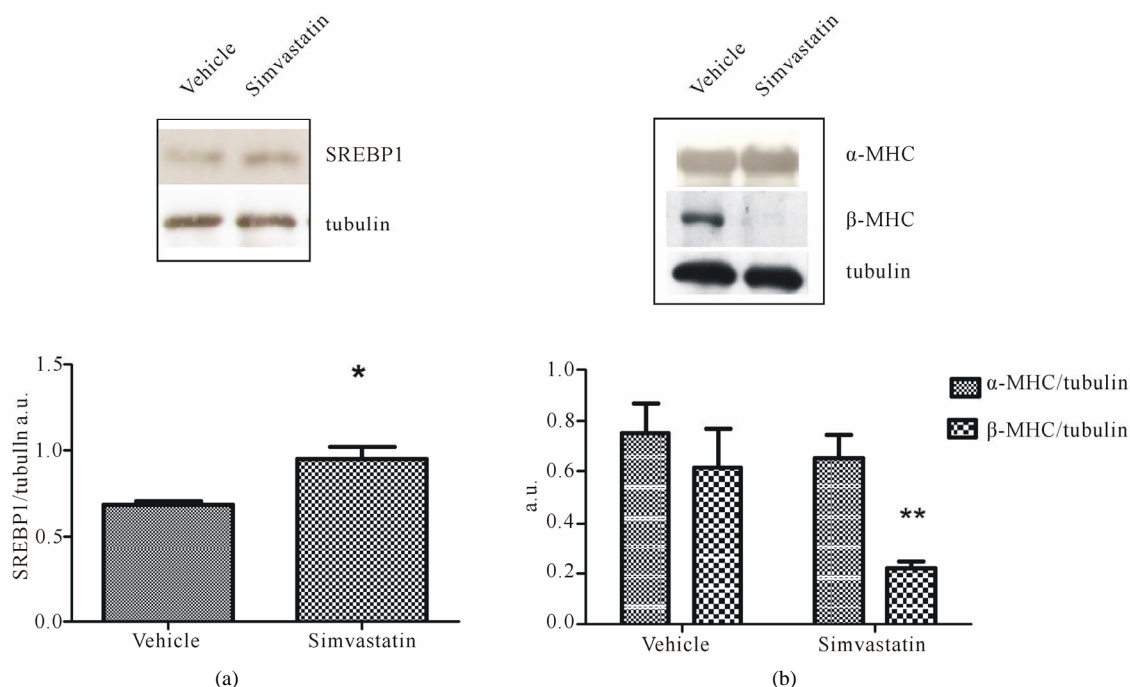 Vehicle
Simvastatin
SREBP1
tubulin
SREBP1/tubulln a.u.
1.5
*
1.0
0.5
0.0
Vehicle Simvastatin
(a)
Vehicle
Simvastatin
α-MHC
β-MHC
tubulin
a.u.
1.0
0.8
0.6
0.4
0.2
0.0
**
α-MHC/tubulin
β-MHC/tubulin
Vehicle Simvastatin
(b)